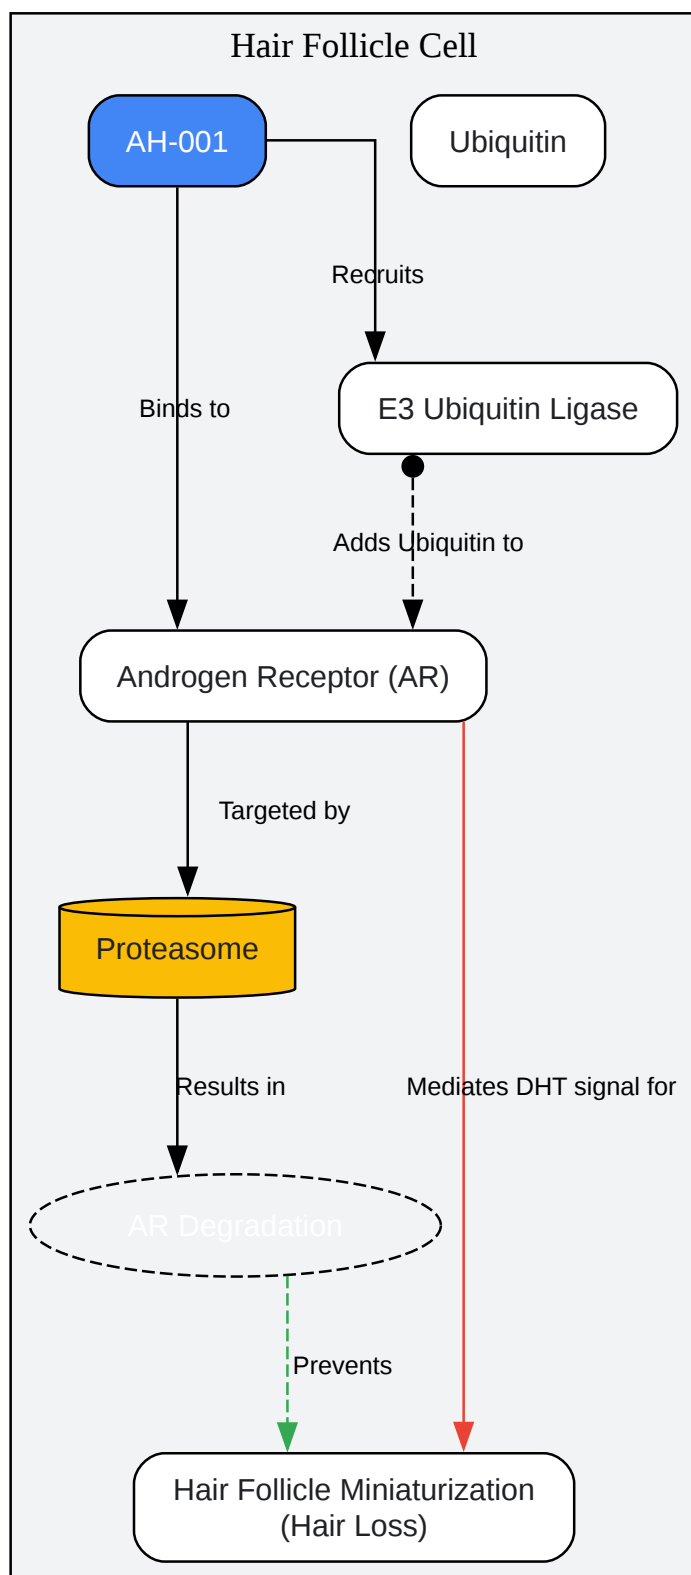 Hair Follicle Cell
AH-001
Ubiquitin
Recruits
Binds to
E3 Ubiquitin Ligase
Adds Ubiquitin to
Androgen Receptor (AR)
Targeted by
Proteasome
Results in
Mediates DHT signal for
AR Degradation
Prevents
Hair Follicle Miniaturization
(Hair Loss)